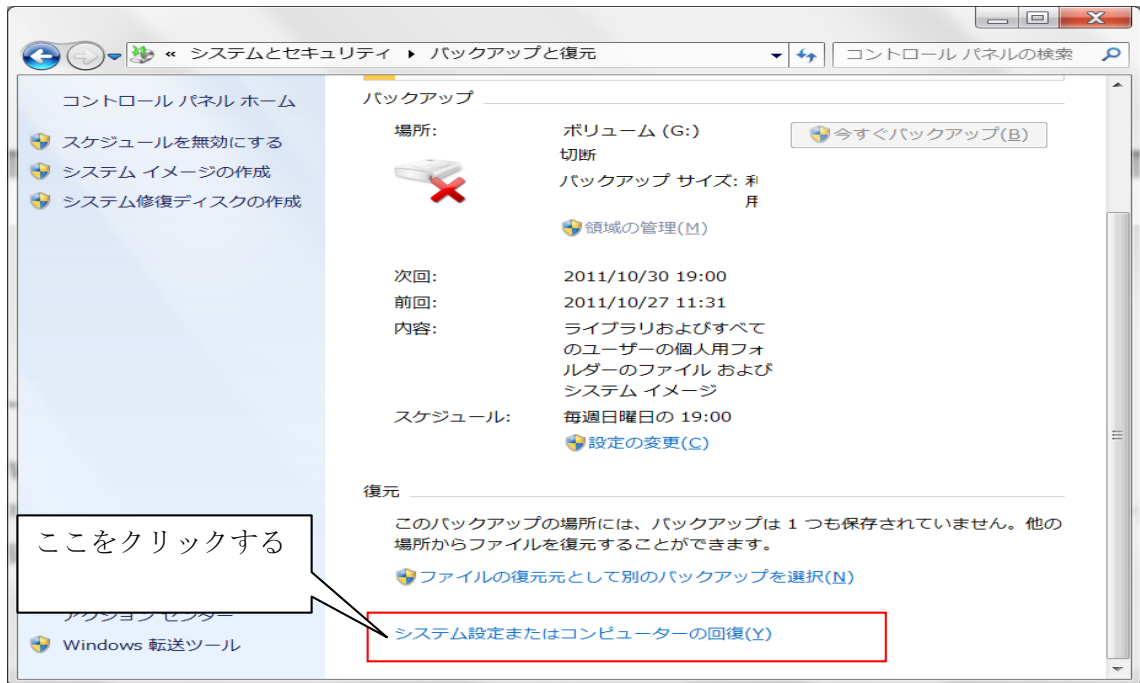 « システムとセキュリティ ▸ バックアップと復元
コントロール パネルの検索
コントロール パネル ホーム
スケジュールを無効にする
システム イメージの作成
システム修復ディスクの作成
バックアップ
場所:
ボリューム (G:)
今すぐバックアップ(B)
切断
バックアップ サイズ: 利
用
領域の管理(M)
次回:
2011/10/30 19:00
前回:
2011/10/27 11:31
内容:
ライブラリおよびすべて
のユーザーの個人用フォ
ルダーのファイル および
システム イメージ
スケジュール:
毎週日曜日の 19:00
設定の変更(C)
復元
このバックアップの場所には、バックアップは 1 つも保存されていません。他の
場所からファイルを復元することができます。
ファイルの復元元として別のバックアップを選択(N)
システム設定またはコンピューターの回復(Y)
ここをクリックする
アクション センター
Windows 転送ツール